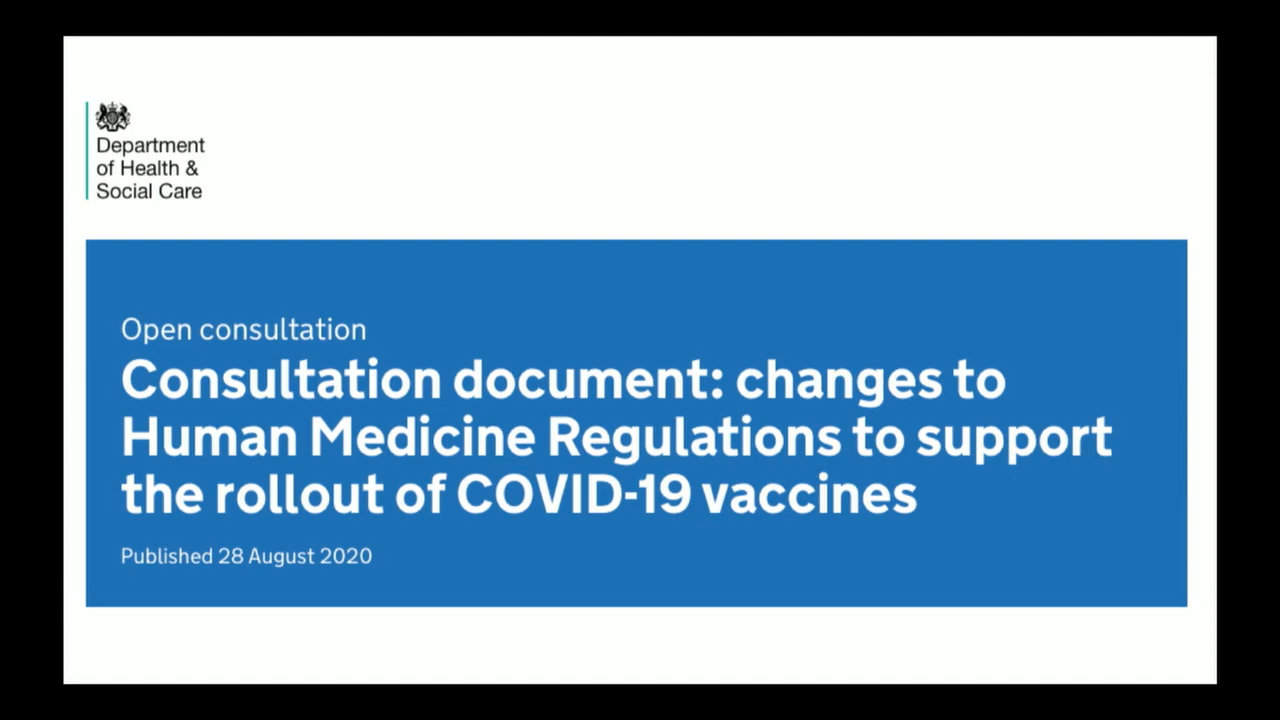 Department
of Health &
Social Care
Open consultation
Consultation document: changes to
Human Medicine Regulations to support
the rollout of COVID-19 vaccines
Published 28 August 2020